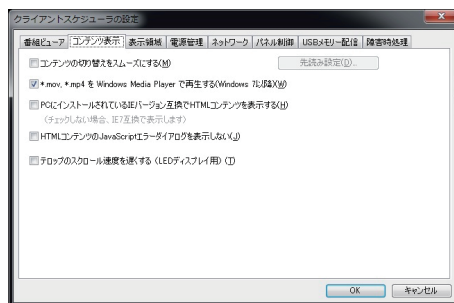 クライアントスケジューラの設定
番組ビューア コンテンツ表示 表示領域 電源管理 ネットワーク パネル制御 USBメモリー配信 障害時処理
コンテンツの切り替えをスムーズにする(M) 先読み設定(D)...
*.mov, *.mp4 を Windows Media Player で再生する(Windows 7以降)(W)
PCにインストールされているIEバージョン互換でHTMLコンテンツを表示する(H)
(チェックしない場合、IE7互換で表示します)
HTMLコンテンツのJavaScriptエラーダイアログを表示しない(J)
テロップのスクロール速度を遅くする (LEDディスプレイ用) (T)
OK キャンセル